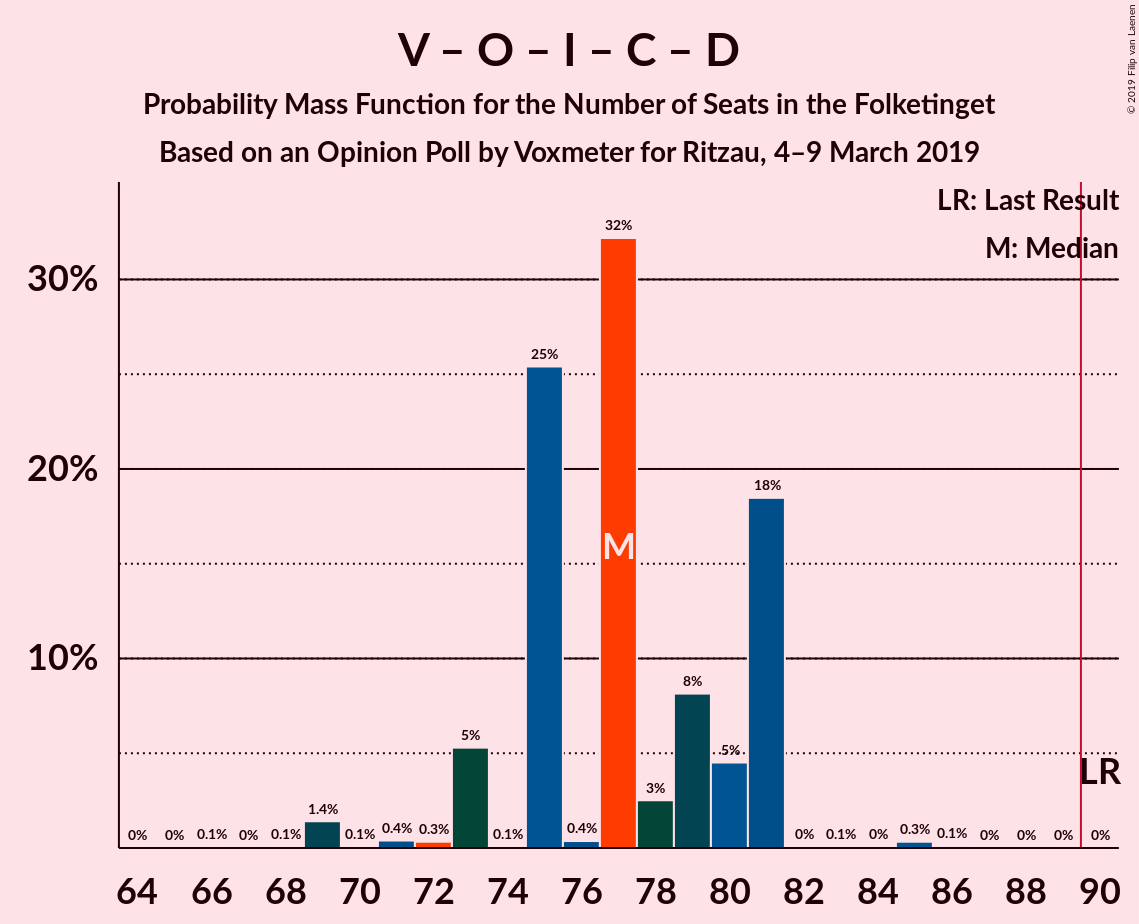 V – O – I – C – D
Probability Mass Function for the Number of Seats in the Folketinget
Based on an Opinion Poll by Voxmeter for Ritzau, 4–9 March 2019
© 2019 Filip van Laenen
LR: Last Result
M: Median
30%
20%
10%
0% 0% 0.1% 0% 0.1% 1.4% 0.1% 0.4% 0.3% 5% 0.1% 25% 0.4% 32% 3% 8% 5% 18% 0% 0.1% 0% 0.3% 0.1% 0% 0% 0% 0%
M
LR
64 66 68 70 72 74 76 78 80 82 84 86 88 90